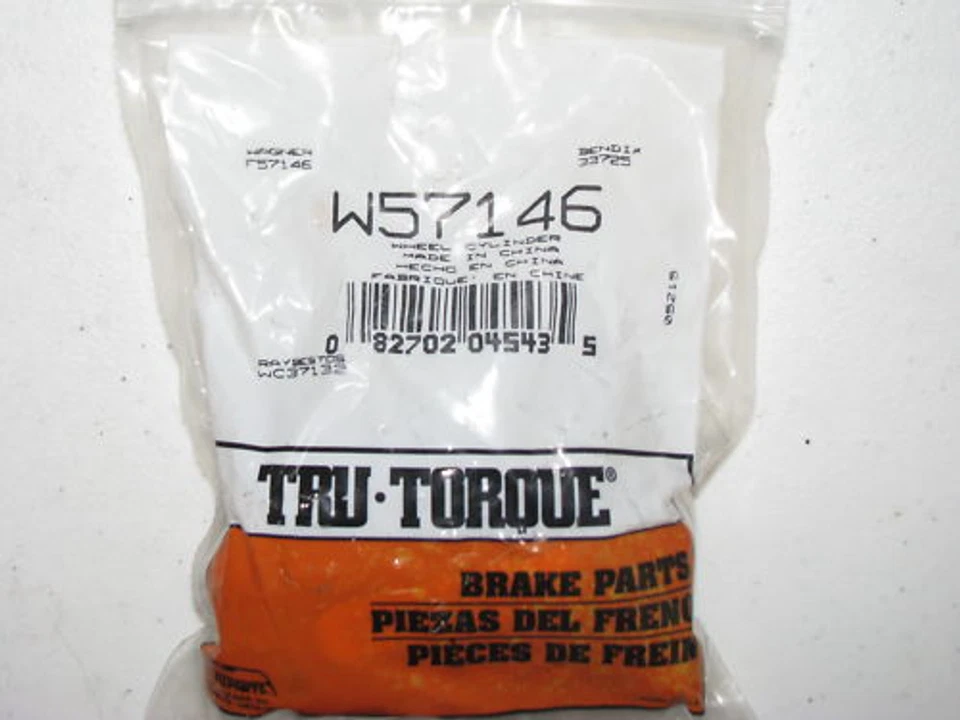 WAGNER
F57146
BENDIX
33725
W57146
WHEEL CYLINDER
MADE IN CHINA
HECHO EN CHINA
FABRIQUE' EN CHINE
05215
0 82702 04543 5
RAYBESTOS
TRU·TORQUE®
BRAKE PARTS
PIEZAS DEL FRENO
PIÈCES DE FREIN